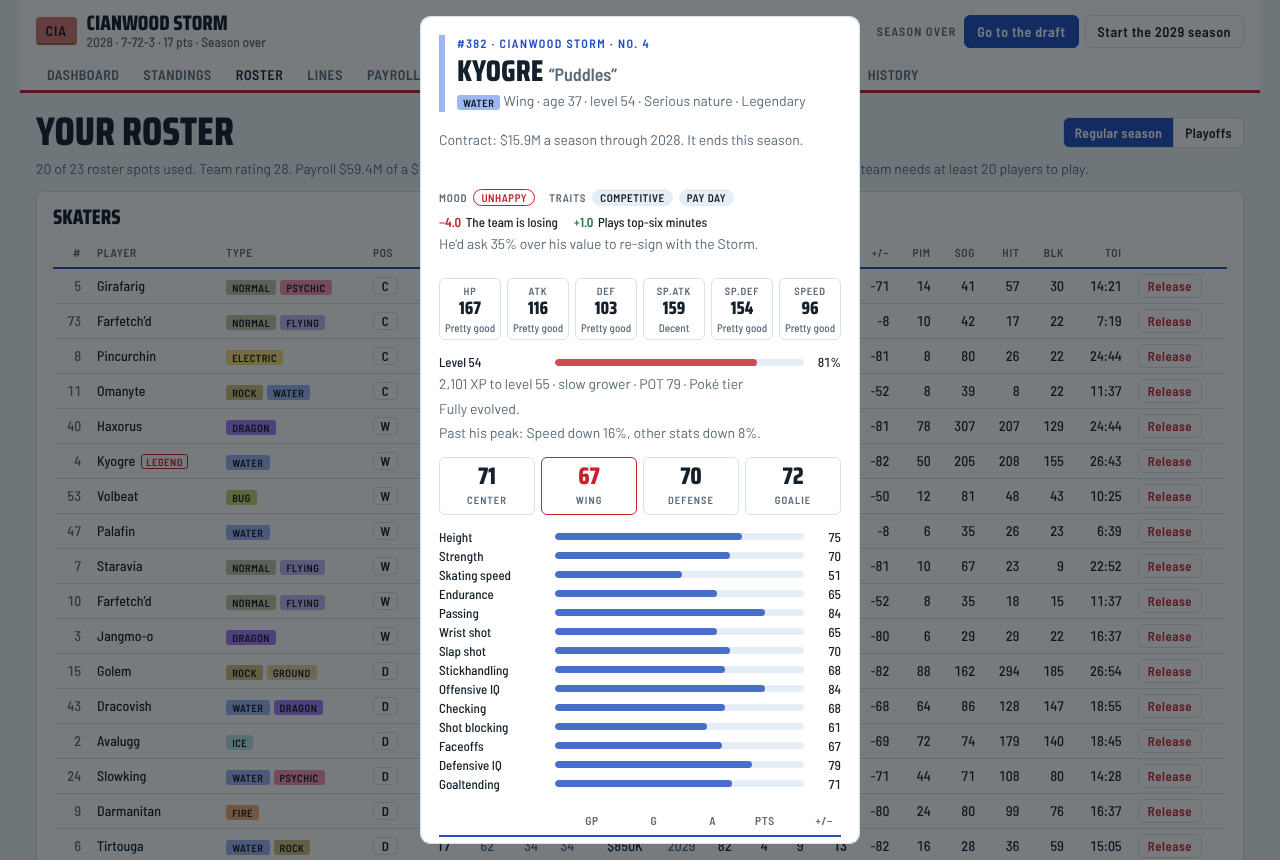 CIA
CIANWOOD STORM
2028 · 7-72-3 · 17 pts · Season over
SEASON OVER
Go to the draft
Start the 2029 season
DASHBOARD STANDINGS ROSTER LINES PAYROLL HISTORY
YOUR ROSTER
Regular season Playoffs
20 of 23 roster spots used. Team rating 28. Payroll $59.4M of a $
team needs at least 20 players to play.
SKATERS
# PLAYER TYPE POS +/− PIM SOG HIT BLK TOI
5 Girafarig NORMAL PSYCHIC C -71 14 41 57 30 14:21 Release
73 Farfetch’d NORMAL FLYING C -8 10 42 17 22 7:19 Release
8 Pincurchin ELECTRIC C -81 8 80 26 22 24:44 Release
11 Omanyte ROCK WATER C -52 8 39 8 22 11:37 Release
40 Haxorus DRAGON W -81 78 307 207 129 24:44 Release
4 Kyogre LEGEND WATER W -82 50 205 208 155 26:43 Release
53 Volbeat BUG W -50 12 81 48 43 10:25 Release
47 Palafin WATER W -8 6 35 26 23 6:39 Release
7 Staravia NORMAL FLYING W -81 10 67 23 9 22:52 Release
10 Farfetch’d NORMAL FLYING W -52 8 35 18 15 11:37 Release
3 Jangmo-o DRAGON W -80 6 29 29 22 16:37 Release
15 Golem ROCK GROUND D -82 88 162 294 185 26:54 Release
43 Dracovish WATER DRAGON D -68 64 86 128 147 18:55 Release
2 Avalugg ICE D -69 72 74 179 140 18:45 Release
24 Slowking WATER PSYCHIC D -71 44 71 108 80 14:28 Release
9 Darmanitan FIRE D -80 24 80 99 76 16:37 Release
6 Tirtouga WATER ROCK D 17 62 34 34 $850K 2029 82 4 9 13 -82 16 28 36 59 15:05 Release
#382 · CIANWOOD STORM · NO. 4
KYOGRE “Puddles”
WATER Wing · age 37 · level 54 · Serious nature · Legendary
Contract: $15.9M a season through 2028. It ends this season.
MOOD UNHAPPY TRAITS COMPETITIVE PAY DAY
−4.0 The team is losing +1.0 Plays top-six minutes
He'd ask 35% over his value to re-sign with the Storm.
HP ATK DEF SP.ATK SP.DEF SPEED
167 116 103 159 154 96
Pretty good Pretty good Pretty good Decent Pretty good Pretty good
Level 54 81%
2,101 XP to level 55 · slow grower · POT 79 · Poké tier
Fully evolved.
Past his peak: Speed down 16%, other stats down 8%.
71 67 70 72
CENTER WING DEFENSE GOALIE
Height 75
Strength 70
Skating speed 51
Endurance 65
Passing 84
Wrist shot 65
Slap shot 70
Stickhandling 68
Offensive IQ 84
Checking 68
Shot blocking 61
Faceoffs 67
Defensive IQ 79
Goaltending 71
GP G A PTS +/−